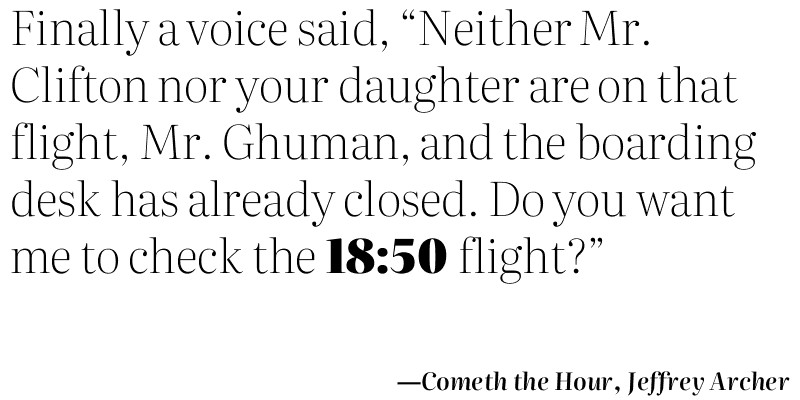 Finally a voice said, “Neither Mr.
Clifton nor your daughter are on that
flight, Mr. Ghuman, and the boarding
desk has already closed. Do you want
me to check the 18:50 flight?”
—Cometh the Hour, Jeffrey Archer